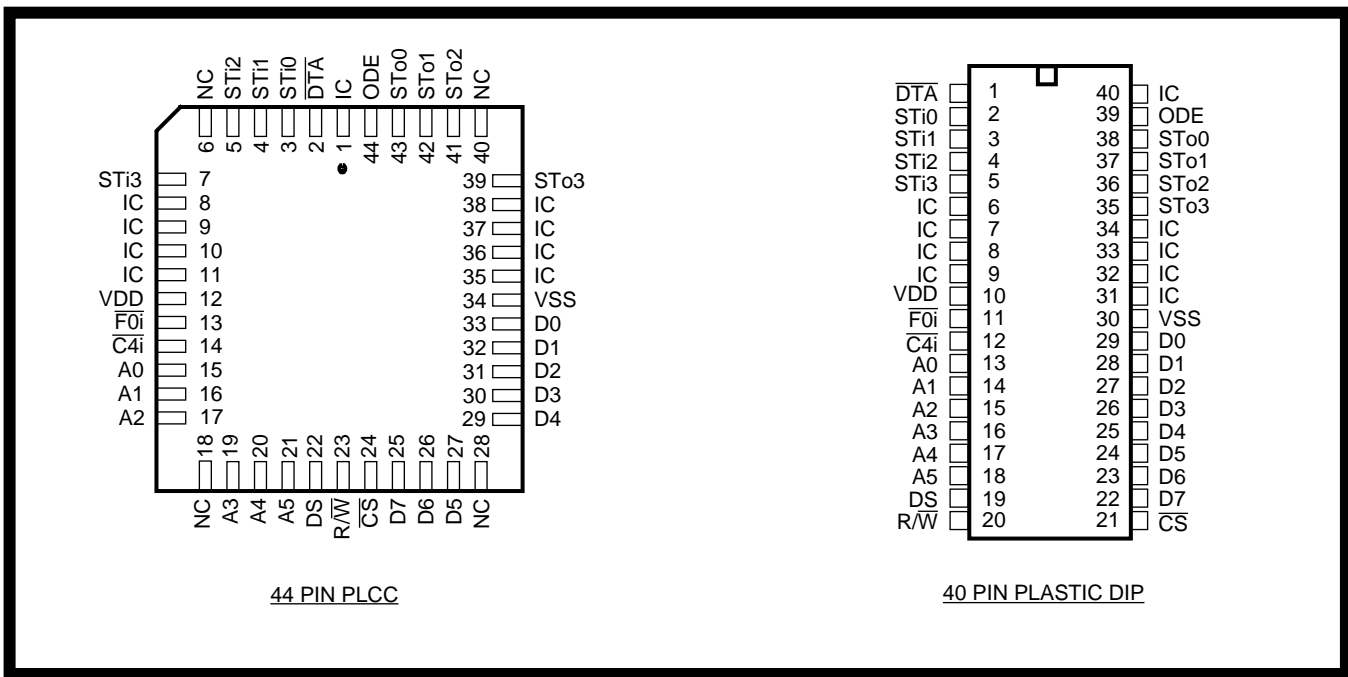 NC STi2 STi1 STi0 D̅T̅A̅ IC ODE STo0 STo1 STo2 NC
6 5 4 3 2 1 44 43 42 41 40
STi3 7 39 STo3
IC 8 38 IC
IC 9 37 IC
IC 10 36 IC
IC 11 35 IC
VDD 12 34 VSS
F̅0̅i̅ 13 33 D0
C̅4̅i̅ 14 32 D1
A0 15 31 D2
A1 16 30 D3
A2 17 29 D4
18 19 20 21 22 23 24 25 26 27 28
NC A3 A4 A5 DS R/W̅ C̅S̅ D7 D6 D5 NC
44 PIN PLCC
D̅T̅A̅ 1 40 IC
STi0 2 39 ODE
STi1 3 38 STo0
STi2 4 37 STo1
STi3 5 36 STo2
IC 6 35 STo3
IC 7 34 IC
IC 8 33 IC
IC 9 32 IC
VDD 10 31 IC
F̅0̅i̅ 11 30 VSS
C̅4̅i̅ 12 29 D0
A0 13 28 D1
A1 14 27 D2
A2 15 26 D3
A3 16 25 D4
A4 17 24 D5
A5 18 23 D6
DS 19 22 D7
R/W̅ 20 21 C̅S̅
40 PIN PLASTIC DIP